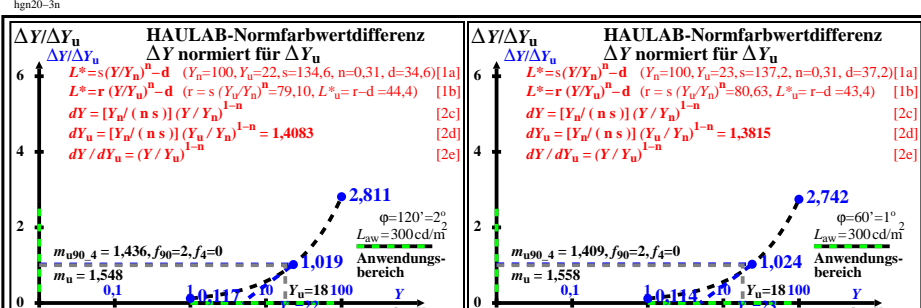 hgn20-3n
ΔY/ΔYu HAULAB-Normfarbwertdifferenz
ΔY/ΔYu ΔY normiert für ΔYu
L*=s(Y/Yn)^n−d (Yn=100, Yu=22, s=134,6, n=0,31, d=34,6)[1a]
6
L*=r (Y/Yu)^n−d (r = s (Yu/Yn)^n=79,10, L*u= r−d =44,4) [1b]
dY = [Yn/ ( n s )] (Y / Yn)^1−n [2c]
dYu = [Yn/ ( n s )] (Yu / Yn)^1−n = 1,4083 [2d]
4
dY / dYu = (Y / Yu)^1−n [2e]
2,811
φ=120'=2°
2
Law=300cd/m²
mu90_4 = 1,436, f90=2, f4=0
Anwendungs-
1,019
bereich
mu = 1,548
0,117
Yu=18
0
0,1 1 10 100 Y
ΔY/ΔYu HAULAB-Normfarbwertdifferenz
ΔY/ΔYu ΔY normiert für ΔYu
L*=s(Y/Yn)^n−d (Yn=100, Yu=23, s=137,2, n=0,31, d=37,2)[1a]
6
L*=r (Y/Yu)^n−d (r = s (Yu/Yn)^n=80,63, L*u= r−d =43,4) [1b]
dY = [Yn/ ( n s )] (Y / Yn)^1−n [2c]
dYu = [Yn/ ( n s )] (Yu / Yn)^1−n = 1,3815 [2d]
4
dY / dYu = (Y / Yu)^1−n [2e]
2,742
φ=60'=1°
2
Law=300cd/m²
mu90_4 = 1,409, f90=2, f4=0
Anwendungs-
1,024
bereich
mu = 1,558
0,114
Yu=18
0
0,1 1 10 100 Y